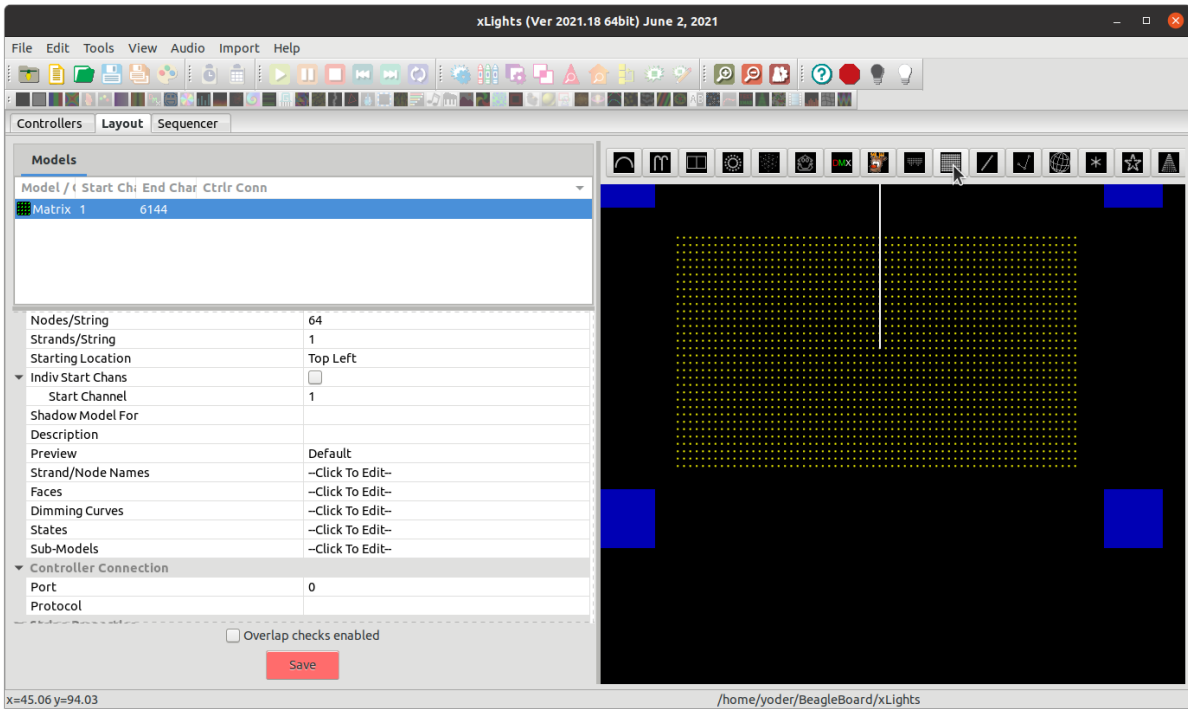 xLights (Ver 2021.18 64bit) June 2, 2021
File Edit Tools View Audio Import Help
Controllers Layout Sequencer
Models
Model / Start Cha End Char Ctrlr Conn
Matrix 1 6144
Nodes/String 64
Strands/String 1
Starting Location Top Left
Indiv Start Chans
Start Channel 1
Shadow Model For
Description
Preview Default
Strand/Node Names --Click To Edit--
Faces --Click To Edit--
Dimming Curves --Click To Edit--
States --Click To Edit--
Sub-Models --Click To Edit--
Controller Connection
Port 0
Protocol
Overlap checks enabled
Save
DMX
x=45.06 y=94.03 /home/yoder/BeagleBoard/xLights